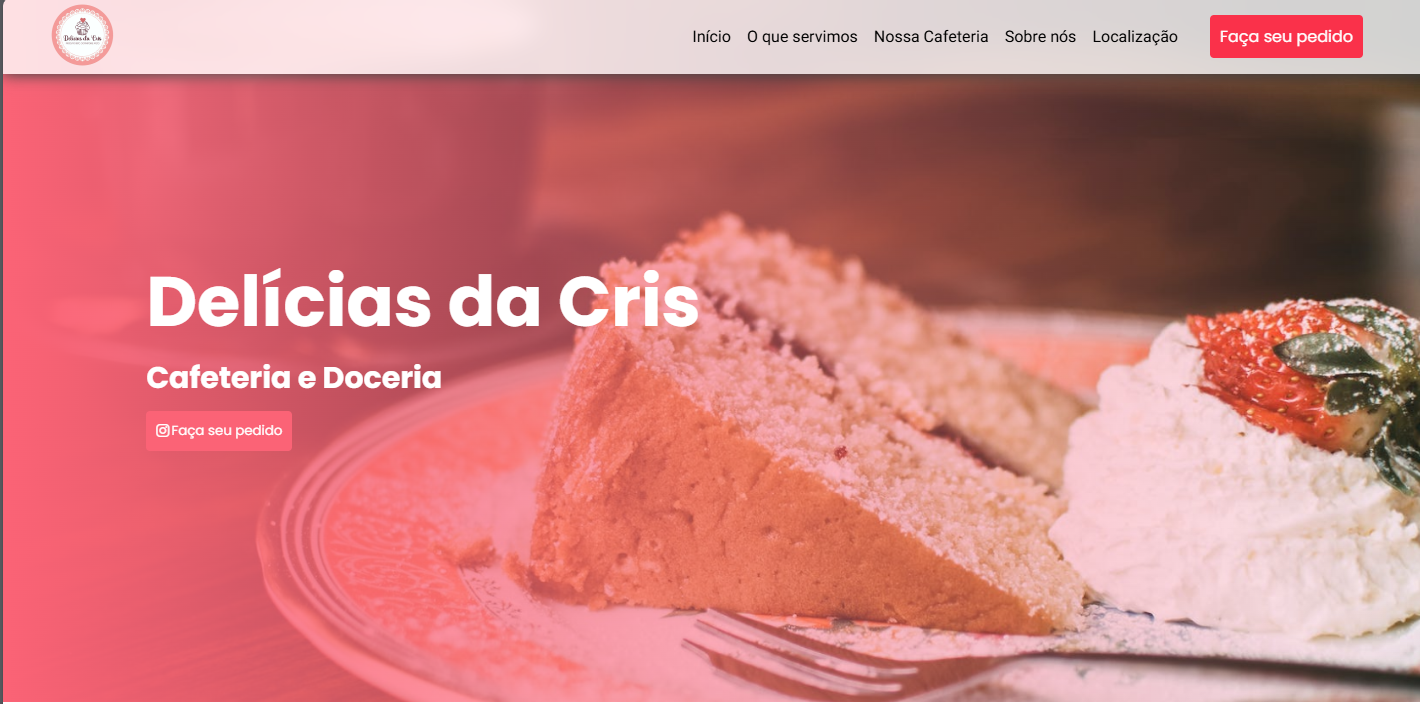 Delícias da Cris
Início O que servimos Nossa Cafeteria Sobre nós Localização Faça seu pedido
Delícias da Cris
Cafeteria e Doceria
Faça seu pedido